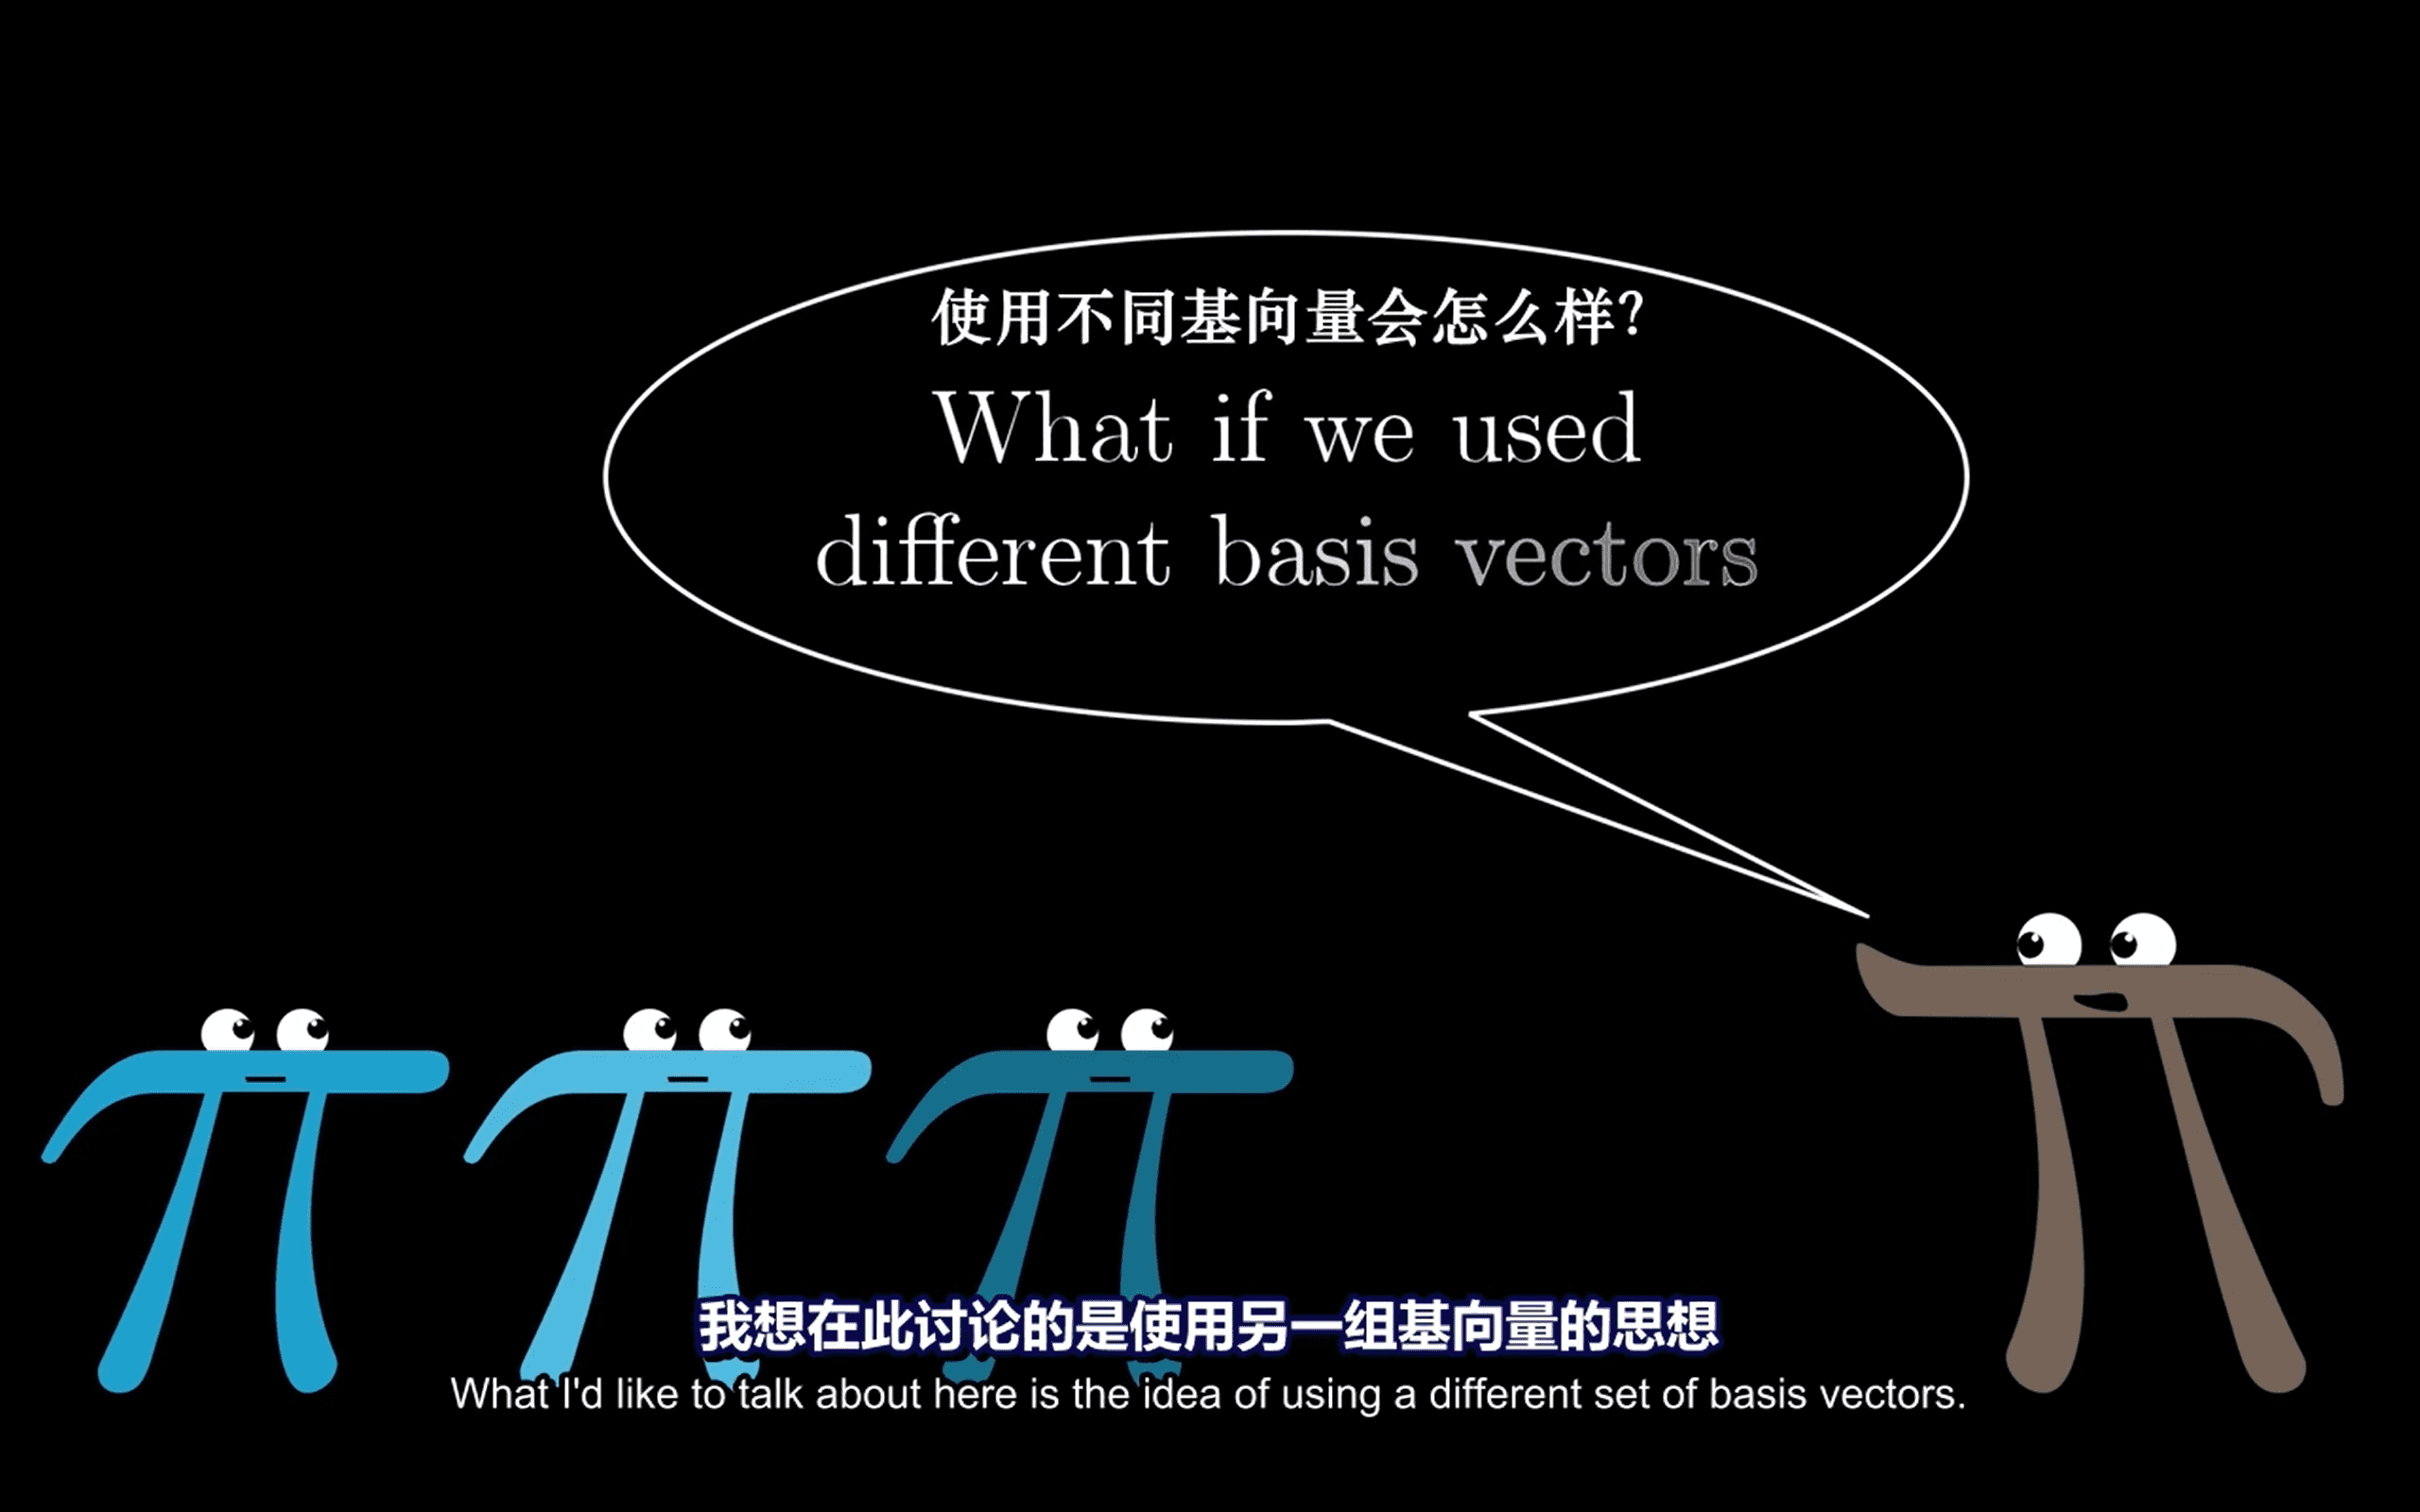 使用不同基向量会怎么样？
What if we used
different basis vectors
我想在此讨论的是使用另一组基向量的思想
What I'd like to talk about here is the idea of using a different set of basis vectors.